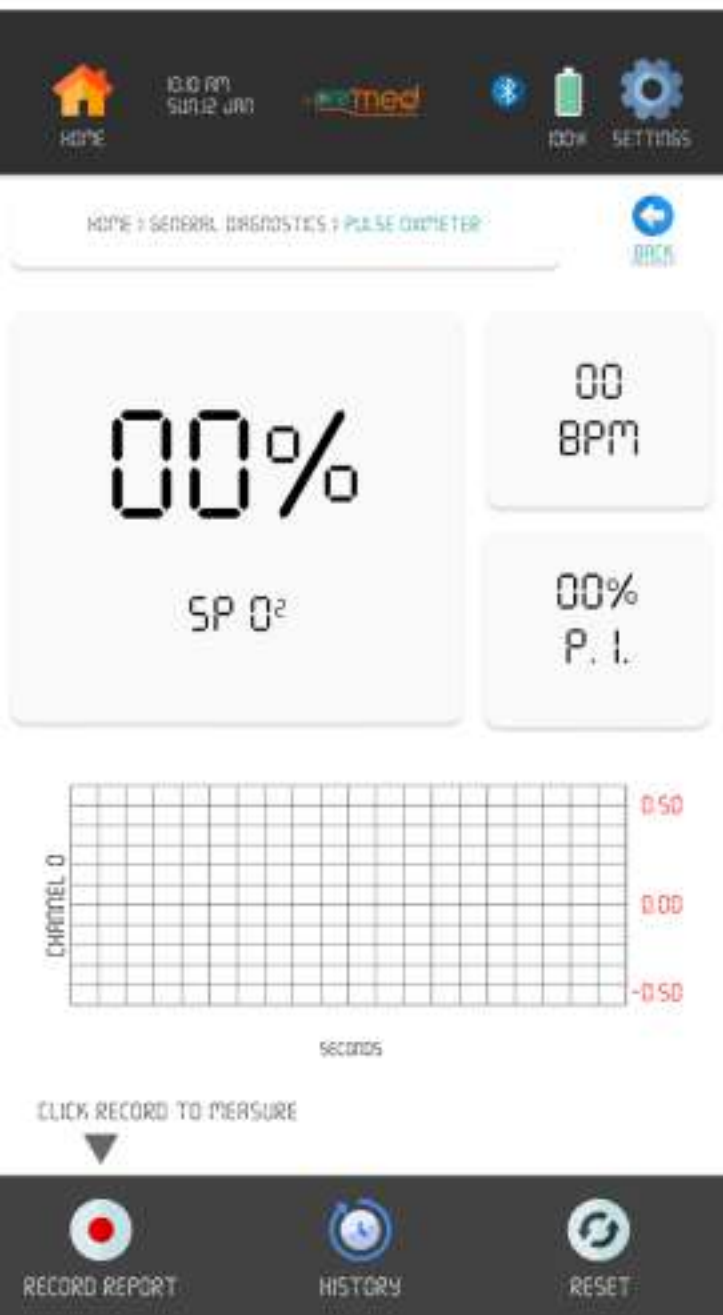 HOME
10:10 AM
SUN.12 JAN
med
100%
SETTINGS
HOME > GENERAL DIAGNOSTICS > PULSE OXIMETER
BACK
00%
SP O²
00
BPM
00%
P. I.
CHANNEL 0
0.50
0.00
-0.50
SECONDS
CLICK RECORD TO MEASURE
RECORD REPORT
HISTORY
RESET